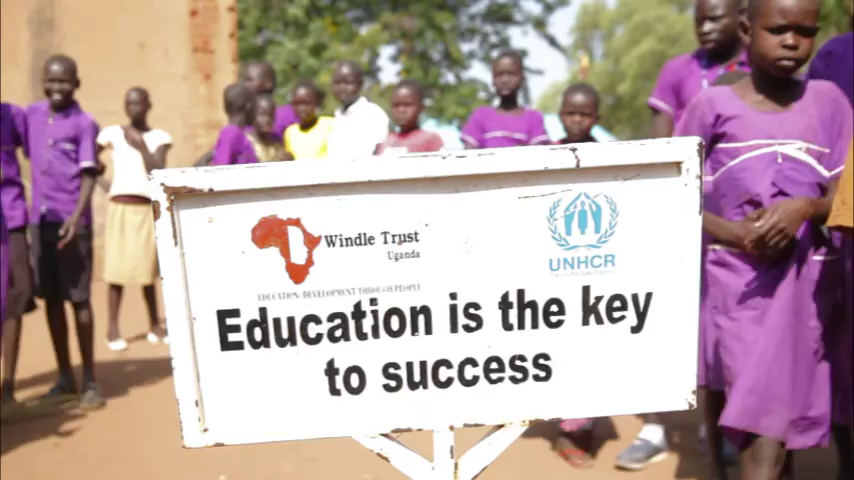 Windle Trust
Uganda
EDUCATION: DEVELOPMENT THROUGH PEOPLE
UNHCR
Education is the key
to success